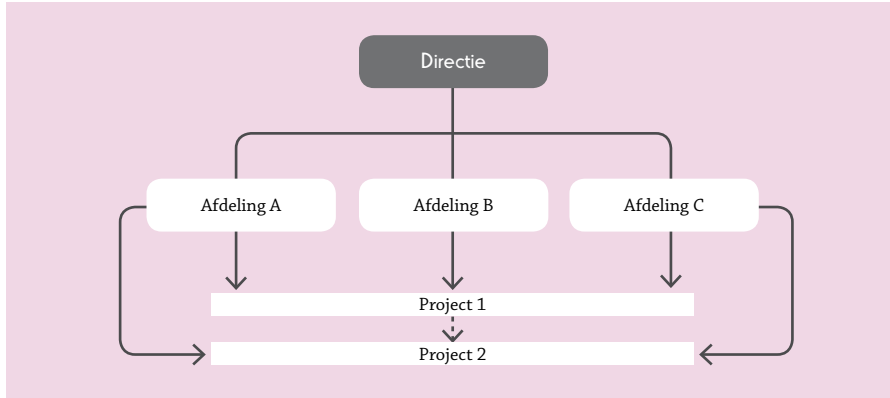 Directie
Afdeling A
Afdeling B
Afdeling C
Project 1
Project 2